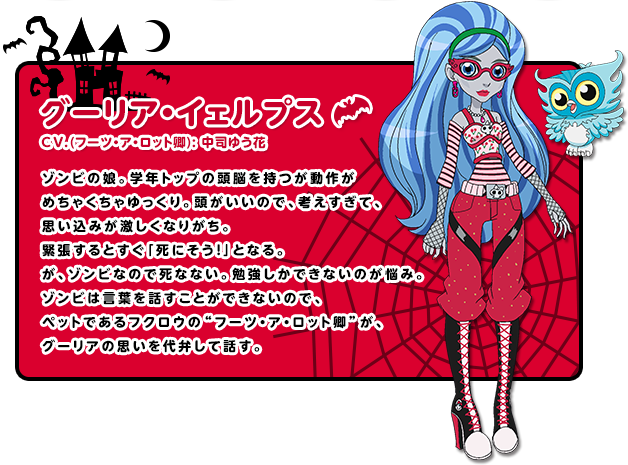 グーリア・イェルプス
CV.(フーツ・ア・ロット卿):中司ゆう花
ゾンビの娘。学年トップの頭脳を持つが動作が
めちゃくちゃゆっくり。頭がいいので、考えすぎて、
思い込みが激しくなりがち。
緊張するとすぐ「死にそう!」となる。
が、ゾンビなので死なない。勉強しかできないのが悩み。
ゾンビは言葉を話すことができないので、
ペットであるフクロウの“フーツ・ア・ロット卿”が、
グーリアの思いを代弁して話す。